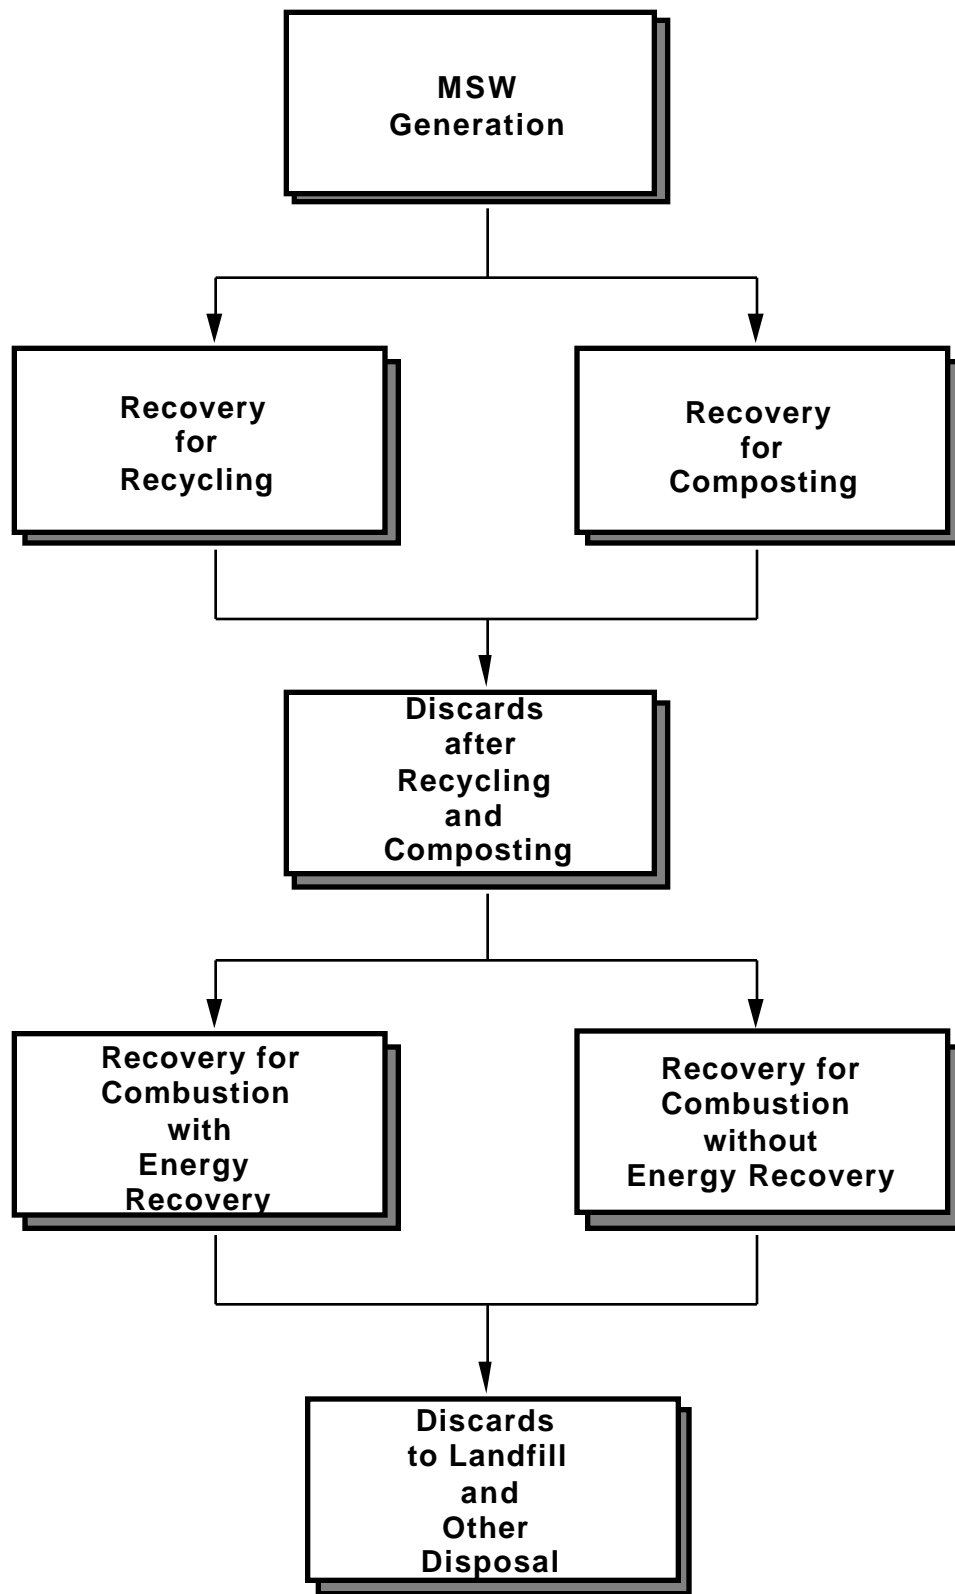 MSW
Generation
Recovery
for
Recycling
Recovery
for
Composting
Discards
after
Recycling
and
Composting
Recovery for
Combustion
with
Energy
Recovery
Recovery for
Combustion
without
Energy Recovery
Discards
to Landfill
and
Other
Disposal